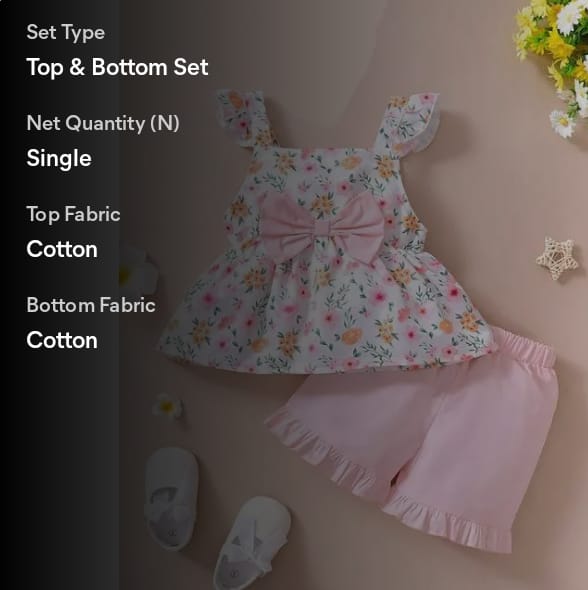 Set Type
Top & Bottom Set
Net Quantity (N)
Single
Top Fabric
Cotton
Bottom Fabric
Cotton